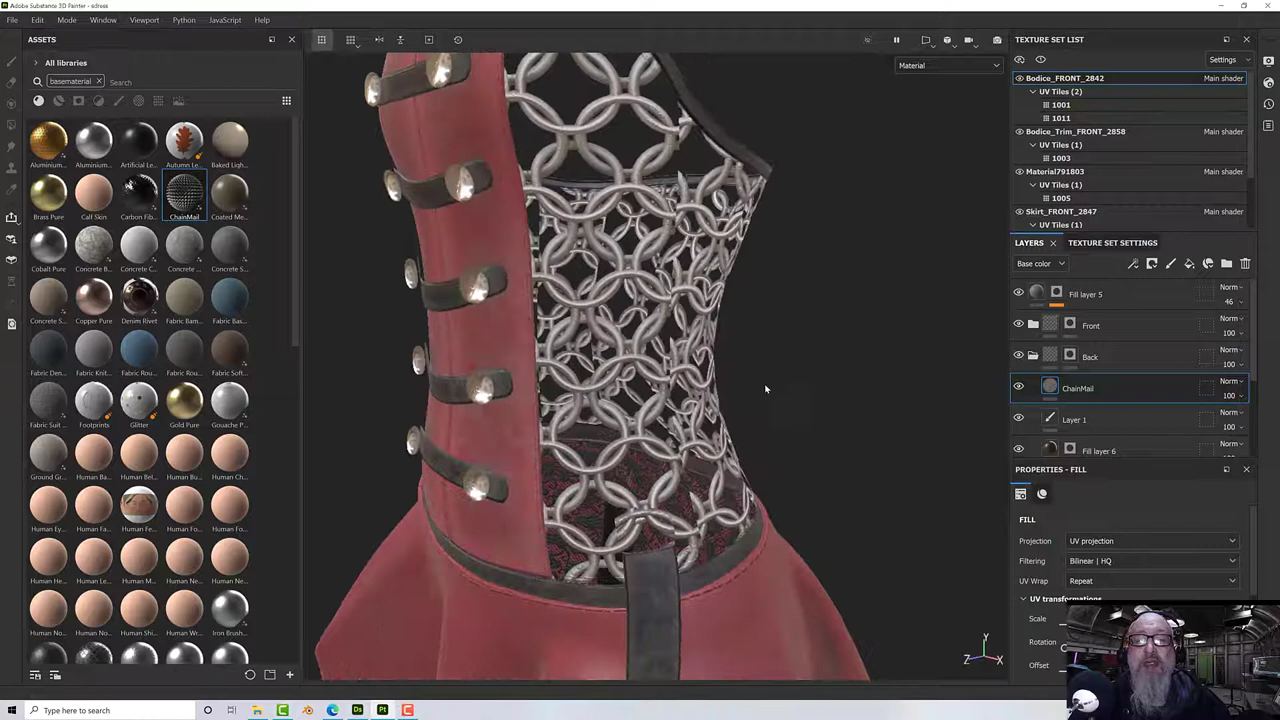 Adobe Substance 3D Painter - edrees
File Edit Mode Window Viewport Python JavaScript Help
ASSETS
All libraries
basematerial Search
Aluminium... Aluminium... Artificial Le... Autumn Le... Baked Ligh...
Brass Pure Calf Skin Carbon Fib... ChainMail Coated Me...
Cobalt Pure Concrete B... Concrete C... Concrete ... Concrete S...
Concrete S... Copper Pure Denim Rivet Fabric Bam... Fabric Bas...
Fabric Den... Fabric Knit... Fabric Rou... Fabric Rou... Fabric Soft...
Fabric Suit ... Footprints Glitter Gold Pure Gouache P...
Ground Gr... Human Ba... Human Bel... Human Bu... Human Ch...
Human Ey... Human Fa... Human Fe... Human Fo... Human Fo...
Human He... Human Le... Human M... Human Ne... Human Ne...
Human No... Human No... Human Shi... Human Wr... Iron Brush...
Material
TEXTURE SET LIST
Settings
Bodice_FRONT_2842 Main shader
UV Tiles (2)
1001
1011
Bodice_Trim_FRONT_2858 Main shader
UV Tiles (1)
1003
Material791803 Main shader
UV Tiles (1)
1005
Skirt_FRONT_2847 Main shader
UV Tiles (1)
LAYERS TEXTURE SET SETTINGS
Base color
Fill layer 5 Norm 46
Front Norm 100
Back Norm 100
ChainMail Norm 100
Layer 1 Norm 100
Fill layer 6 Norm
PROPERTIES - FILL
FILL
Projection UV projection
Filtering Bilinear | HQ
UV Wrap Repeat
UV transformations
Scale
Rotation
Offset
Y
Z X
Type here to search
Ds Pt